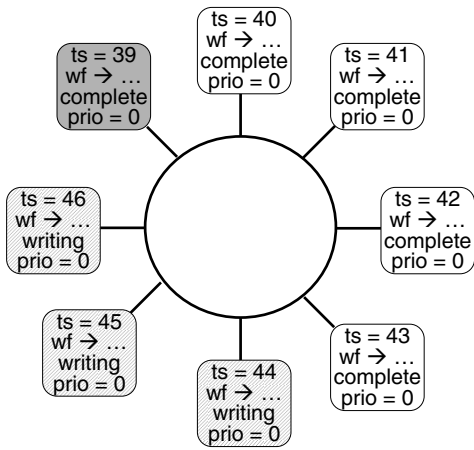 ts = 39
wf → ...
complete
prio = 0
ts = 40
wf → ...
complete
prio = 0
ts = 41
wf → ...
complete
prio = 0
ts = 42
wf → ...
complete
prio = 0
ts = 43
wf → ...
complete
prio = 0
ts = 44
wf → ...
writing
prio = 0
ts = 45
wf → ...
writing
prio = 0
ts = 46
wf → ...
writing
prio = 0